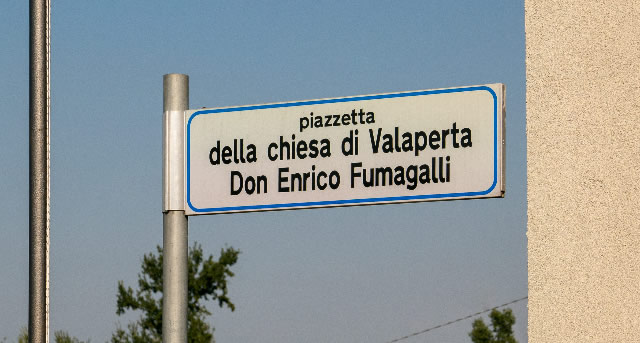 piazzetta
della chiesa di Valaperta
Don Enrico Fumagalli